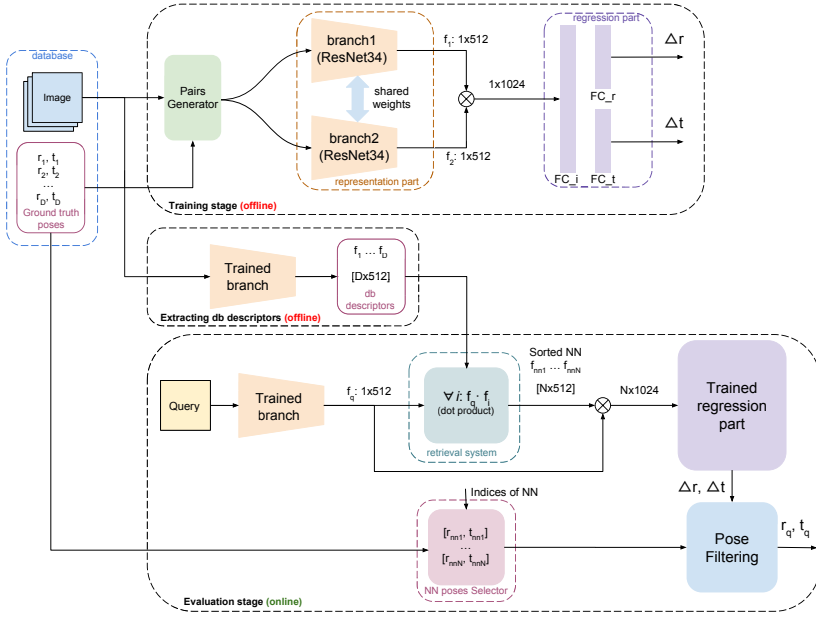 database
Image
r1, t1
r2, t2
...
rD, tD
Ground truth
poses
Pairs
Generator
branch1
(ResNet34)
shared
weights
branch2
(ResNet34)
representation part
f1: 1x512
f2: 1x512
1x1024
regression part
FC_r
FC_i
FC_t
△r
△t
Training stage (offline)
Trained
branch
f1 ... fD
[Dx512]
db
descriptors
Extracting db descriptors (offline)
Query
Trained
branch
fq: 1x512
∀ i: fq · fi
(dot product)
retrieval system
Sorted NN
fnn1 ... fnnN
[Nx512]
Nx1024
Trained
regression
part
△r, △t
Indices of NN
[rnn1, tnn1]
...
[rnnN, tnnN]
NN poses Selector
Pose
Filtering
rq, tq
Evaluation stage (online)